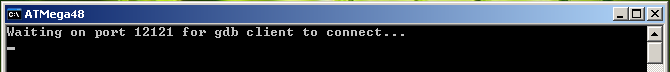 ATMega48
Waiting on port 12121 for gdb client to connect...